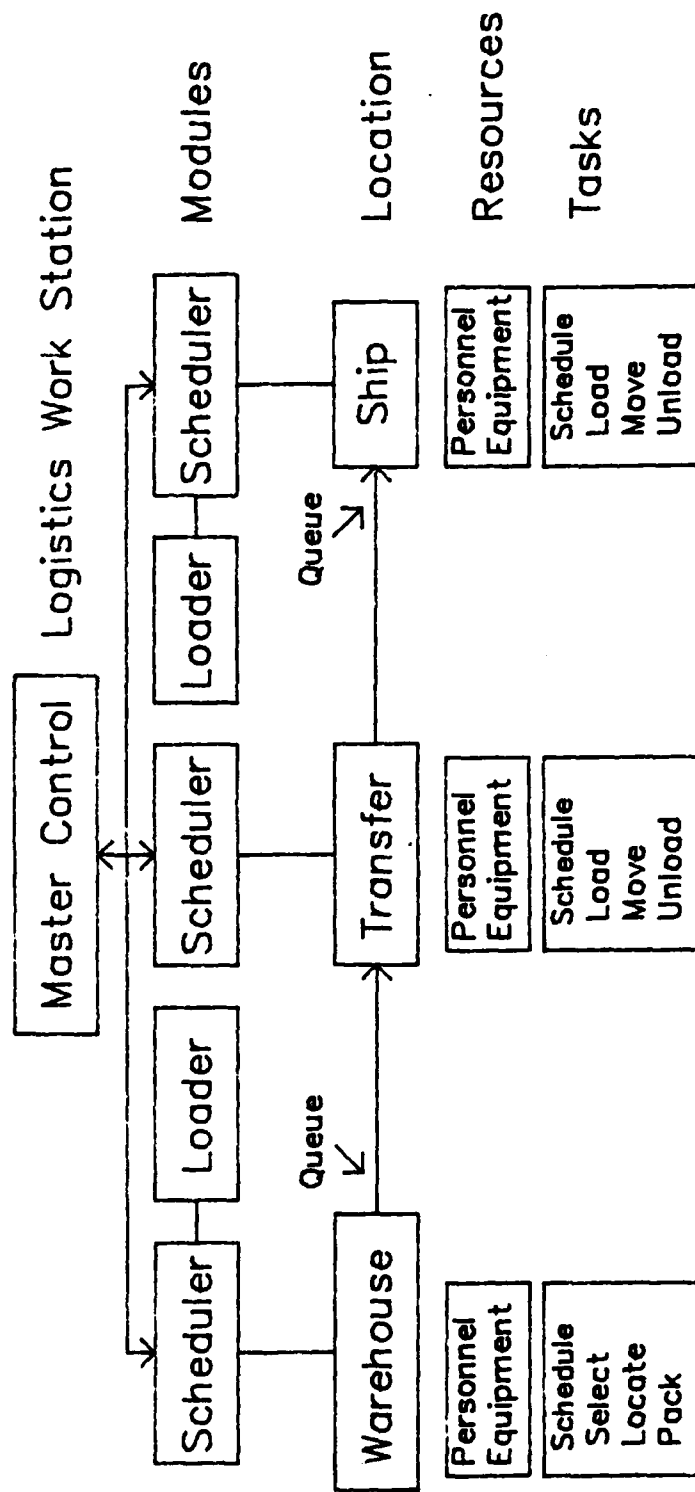 Master Control
Logistics Work Station
Scheduler
Loader
Scheduler
Loader
Scheduler
Modules
Queue
Queue
Warehouse
Transfer
Ship
Location
Personnel
Equipment
Personnel
Equipment
Personnel
Equipment
Resources
Schedule
Select
Locate
Pack
Schedule
Load
Move
Unload
Schedule
Load
Move
Unload
Tasks